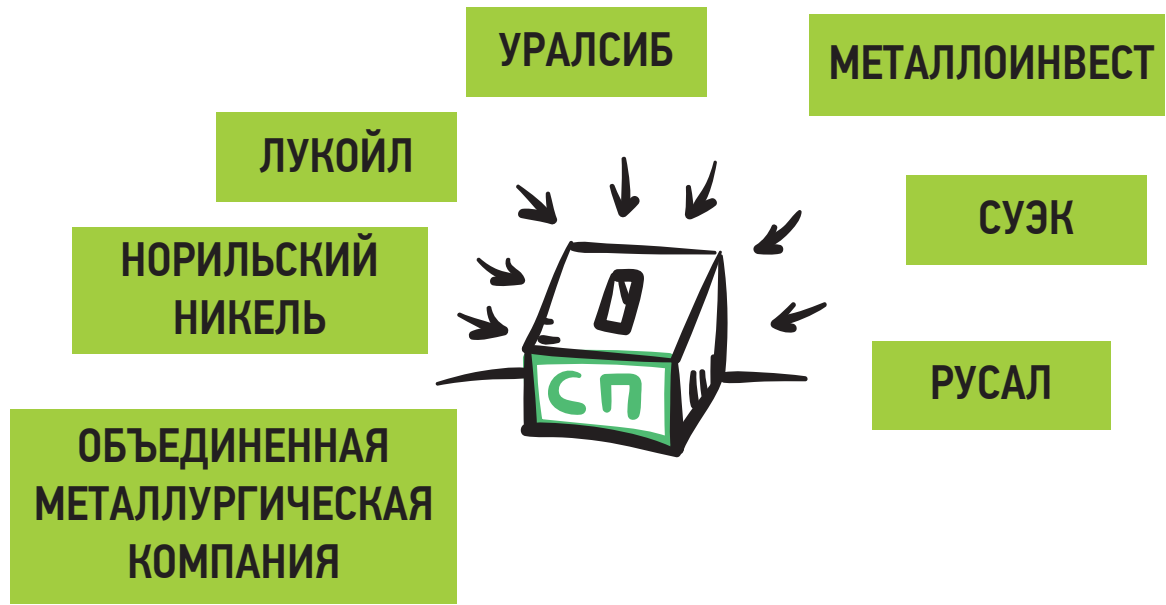 УРАЛСИБ
МЕТАЛЛОИНВЕСТ
ЛУКОЙЛ
СУЭК
НОРИЛЬСКИЙ
НИКЕЛЬ
РУСАЛ
СП
ОБЪЕДИНЕННАЯ
МЕТАЛЛУРГИЧЕСКАЯ
КОМПАНИЯ